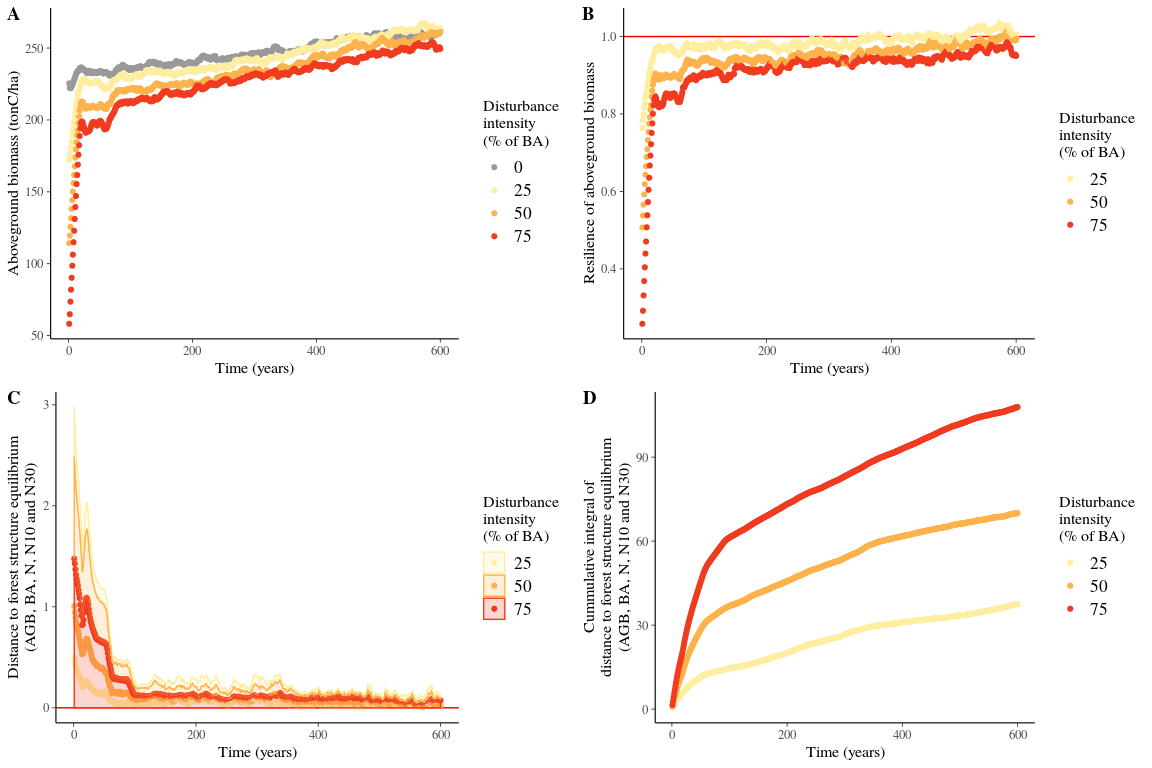 A
Aboveground biomass (tonC/ha)
250
200
150
100
50
0
200
400
600
Time (years)
Disturbance
intensity
(% of BA)
0
25
50
75
B
Resilience of aboveground biomass
1.0
0.8
0.6
0.4
0
200
400
600
Time (years)
Disturbance
intensity
(% of BA)
25
50
75
C
Distance to forest structure equilibrium
(AGB, BA, N, N10 and N30)
3
2
1
0
0
200
400
600
Time (years)
Disturbance
intensity
(% of BA)
25
50
75
D
Cummulative integral of
distance to forest structure equilibrium
(AGB, BA, N, N10 and N30)
90
60
30
0
0
200
400
600
Time (years)
Disturbance
intensity
(% of BA)
25
50
75